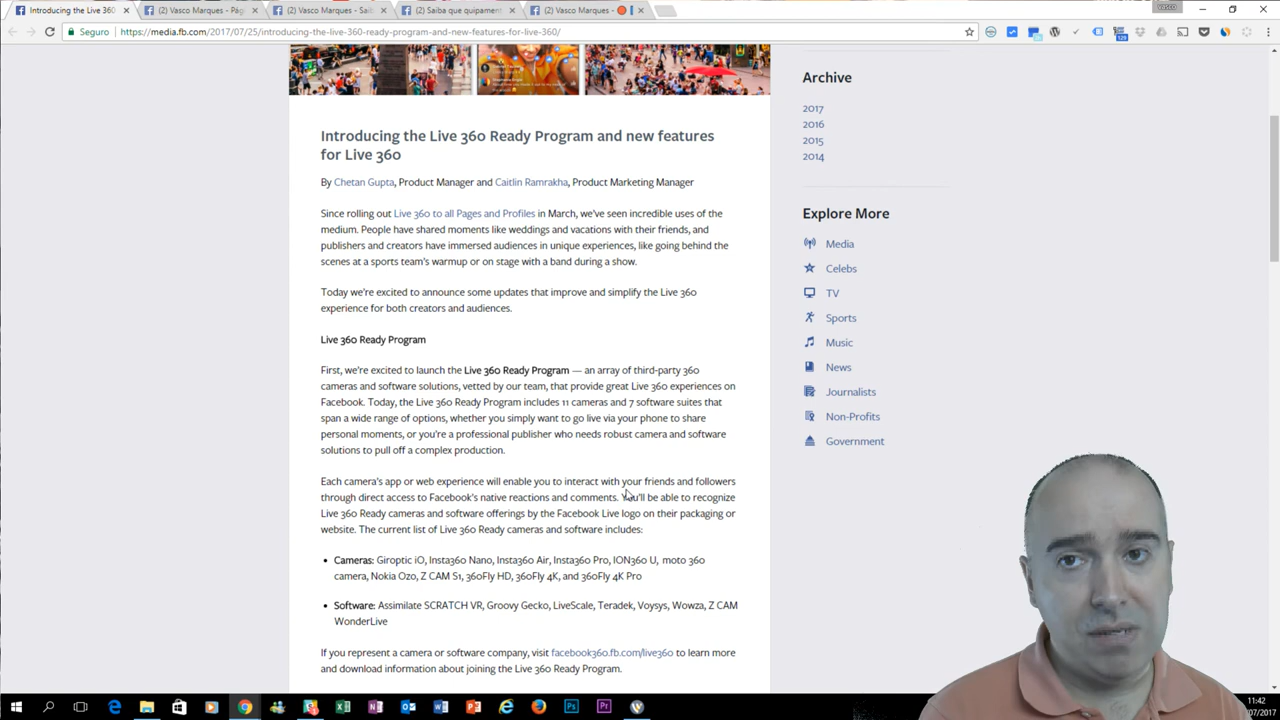 Introducing the Live 360
(2) Vasco Marques - Pág
(2) Vasco Marques - Saib
(2) Saiba que quipament
(2) Vasco Marques -
VASCO
Seguro
https://media.fb.com/2017/07/25/introducing-the-live-360-ready-program-and-new-features-for-live-360/
Introducing the Live 360 Ready Program and new features
for Live 360
By Chetan Gupta, Product Manager and Caitlin Ramrakha, Product Marketing Manager
Since rolling out Live 360 to all Pages and Profiles in March, we've seen incredible uses of the
medium. People have shared moments like weddings and vacations with their friends, and
publishers and creators have immersed audiences in unique experiences, like going behind the
scenes at a sports team's warmup or on stage with a band during a show.
Today we're excited to announce some updates that improve and simplify the Live 360
experience for both creators and audiences.
Live 360 Ready Program
First, we're excited to launch the Live 360 Ready Program — an array of third-party 360
cameras and software solutions, vetted by our team, that provide great Live 360 experiences on
Facebook. Today, the Live 360 Ready Program includes 11 cameras and 7 software suites that
span a wide range of options, whether you simply want to go live via your phone to share
personal moments, or you're a professional publisher who needs robust camera and software
solutions to pull off a complex production.
Each camera's app or web experience will enable you to interact with your friends and followers
through direct access to Facebook's native reactions and comments. You'll be able to recognize
Live 360 Ready cameras and software offerings by the Facebook Live logo on their packaging or
website. The current list of Live 360 Ready cameras and software includes:
• Cameras: Giroptic iO, Insta360 Nano, Insta360 Air, Insta360 Pro, ION360 U, moto 360
camera, Nokia Ozo, Z CAM S1, 360Fly HD, 360Fly 4K, and 360Fly 4K Pro
• Software: Assimilate SCRATCH VR, Groovy Gecko, LiveScale, Teradek, Voysys, Wowza, Z CAM
WonderLive
If you represent a camera or software company, visit facebook360.fb.com/live360 to learn more
and download information about joining the Live 360 Ready Program.
Archive
2017
2016
2015
2014
Explore More
Media
Celebs
TV
Sports
Music
News
Journalists
Non-Profits
Government
11:42
/07/2017